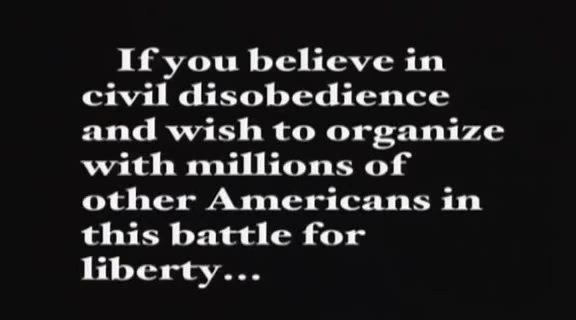 If you believe in
civil disobedience
and wish to organize
with millions of
other Americans in
this battle for
liberty...